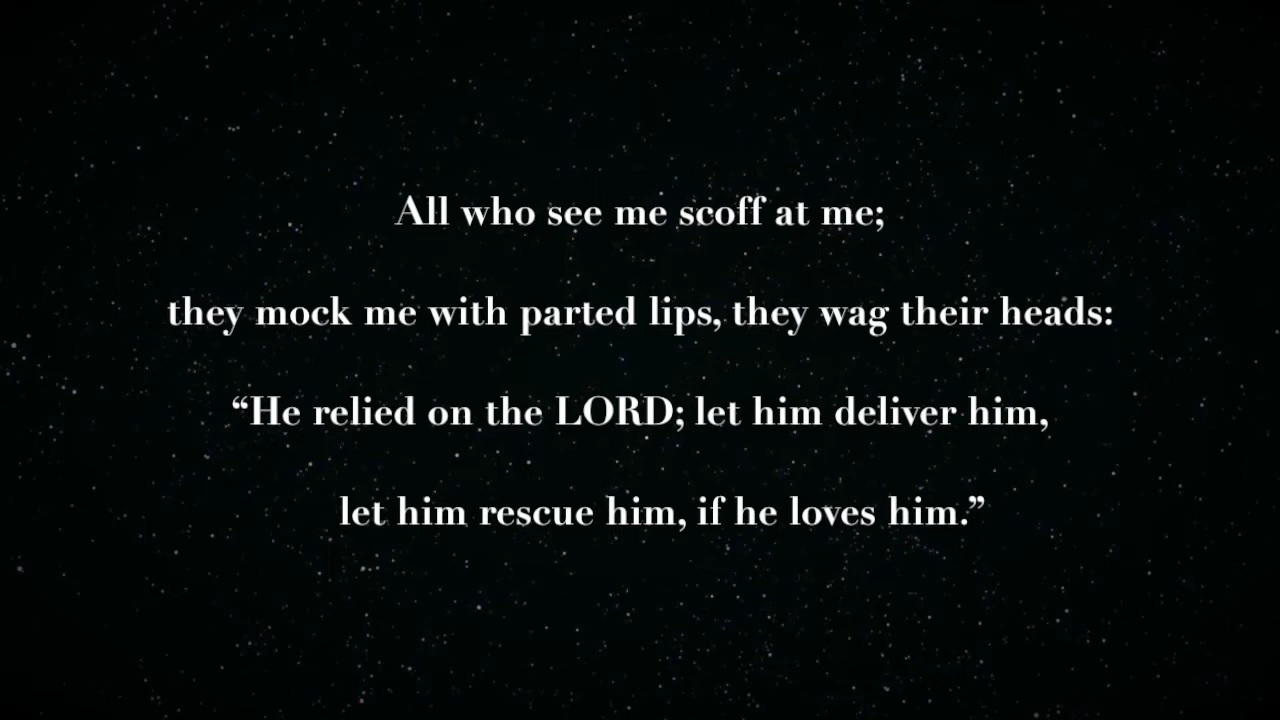 All who see me scoff at me;
they mock me with parted lips, they wag their heads:
“He relied on the LORD; let him deliver him,
let him rescue him, if he loves him.”